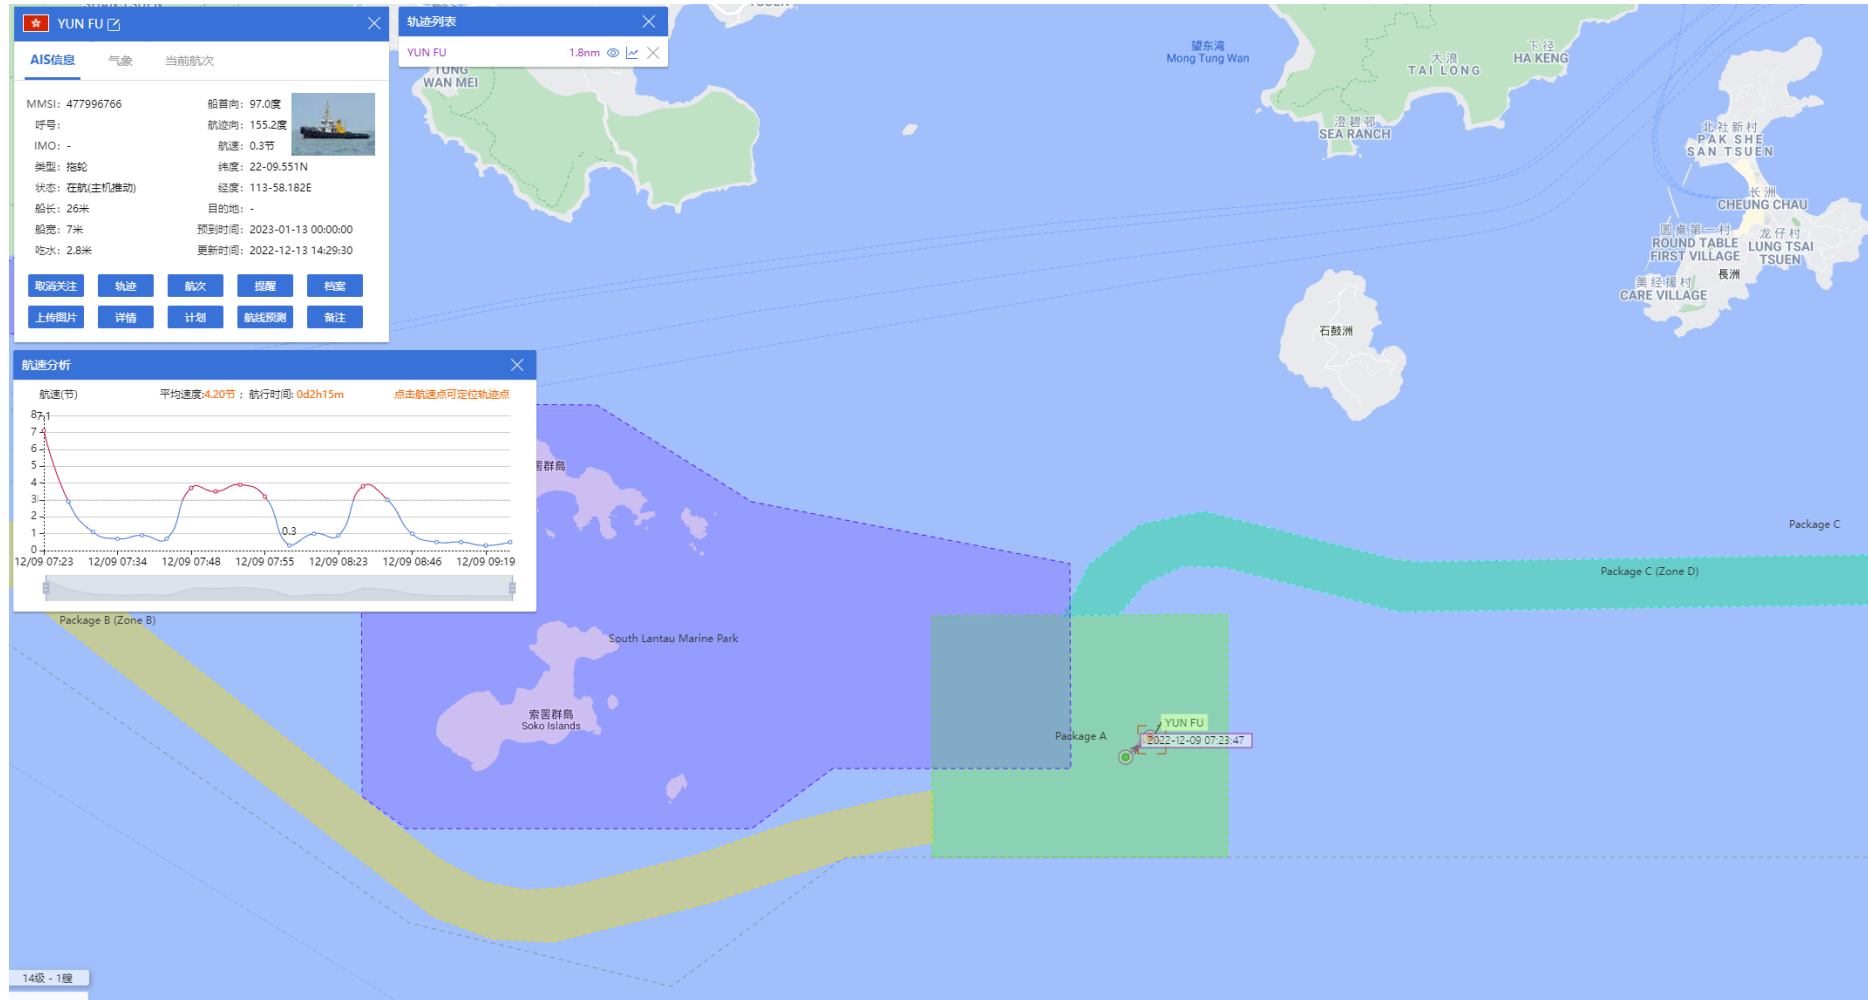 YUN FU
AIS信息 气象 当前航次
MMSI: 477996766 船首向: 97.0度
呼号: 航迹向: 155.2度
IMO: - 航速: 0.3节
类型: 拖轮 纬度: 22-09.551N
状态: 在航(主机推动) 经度: 113-58.182E
船长: 26米 目的地: -
船宽: 7米 预到时间: 2023-01-13 00:00:00
吃水: 2.8米 更新时间: 2022-12-13 14:29:30
取消关注 轨迹 航次 提醒 档案
上传图片 详情 计划 航线预测 备注
轨迹列表
YUN FU 1.8nm
航速分析
航速(节) 平均速度:4.20节 ; 航行时间: 0d2h15m 点击航速点可定位轨迹点
8
7.1
7
6
5
4
3
2
1
0
0.3
12/09 07:23 12/09 07:34 12/09 07:48 12/09 07:55 12/09 08:23 12/09 08:46 12/09 09:19
TUNG
WAN MEI
望东湾
Mong Tung Wan
大浪
TAI LONG
下径
HA KENG
澄碧邨
SEA RANCH
北社新村
PAK SHE
SAN TSUEN
长洲
CHEUNG CHAU
圆桌第一村
ROUND TABLE
FIRST VILLAGE
龙仔村
LUNG TSAI
TSUEN
長洲
美经援村
CARE VILLAGE
石鼓洲
群島
Package C
Package C (Zone D)
Package B (Zone B)
South Lantau Marine Park
索罟群島
Soko Islands
Package A
YUN FU
2022-12-09 07:23:47
14级 - 1艘